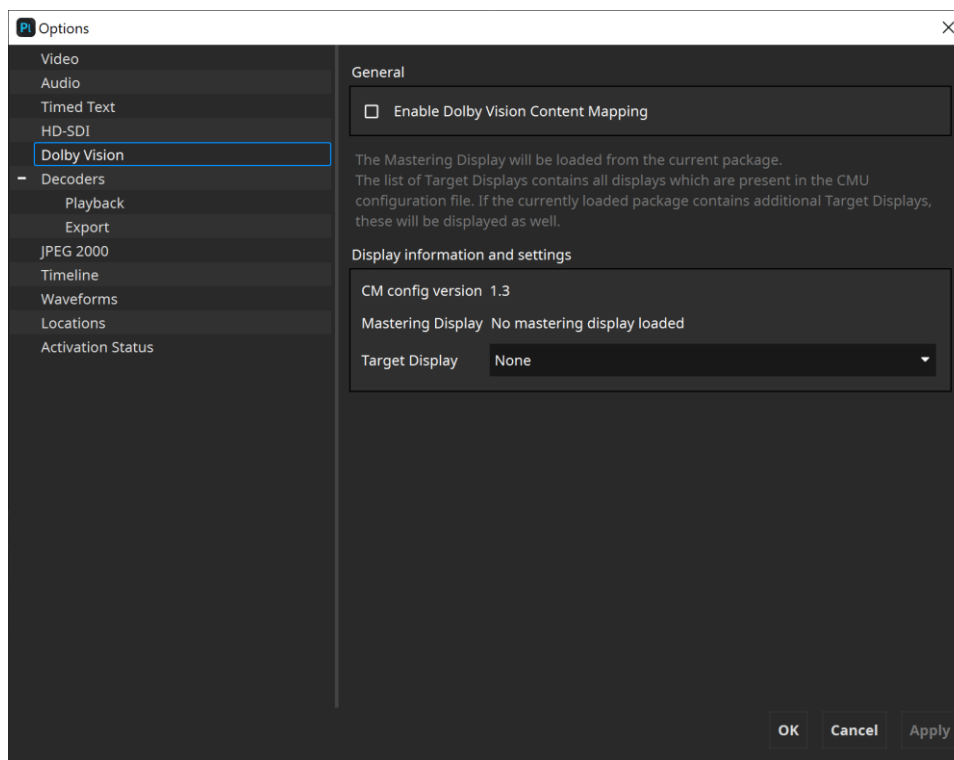 Pl Options
Video
Audio
Timed Text
HD-SDI
Dolby Vision
Decoders
Playback
Export
JPEG 2000
Timeline
Waveforms
Locations
Activation Status
General
Enable Dolby Vision Content Mapping
The Mastering Display will be loaded from the current package.
The list of Target Displays contains all displays which are present in the CMU
configuration file. If the currently loaded package contains additional Target Displays,
these will be displayed as well.
Display information and settings
CM config version 1.3
Mastering Display No mastering display loaded
Target Display None
OK Cancel Apply